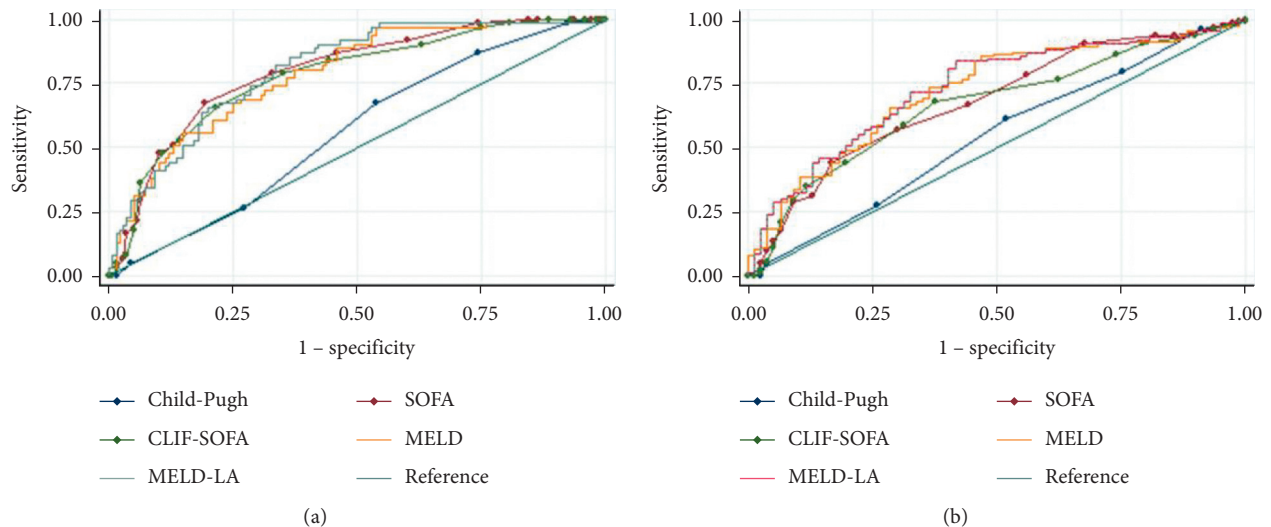 1.00
0.75
0.50
0.25
0.00
Sensitivity
0.00 0.25 0.50 0.75 1.00
1 – specificity
Child-Pugh SOFA
CLIF-SOFA MELD
MELD-LA Reference
(a)
1.00
0.75
0.50
0.25
0.00
Sensitivity
0.00 0.25 0.50 0.75 1.00
1 – specificity
Child-Pugh SOFA
CLIF-SOFA MELD
MELD-LA Reference
(b)